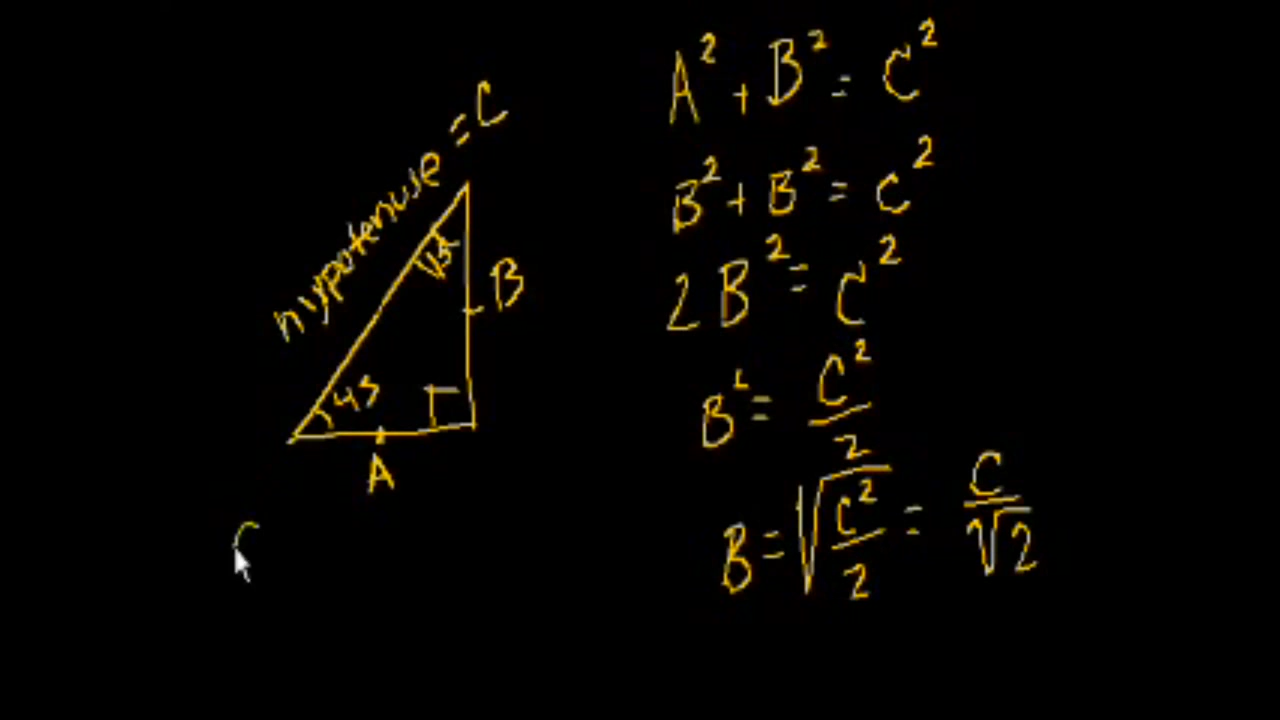 hypotenuse = C
45
B
45
A
C
A² + B² = C²
B² + B² = C²
2B² = C²
B² = C²/2
B = √(C²/2) = C/√2